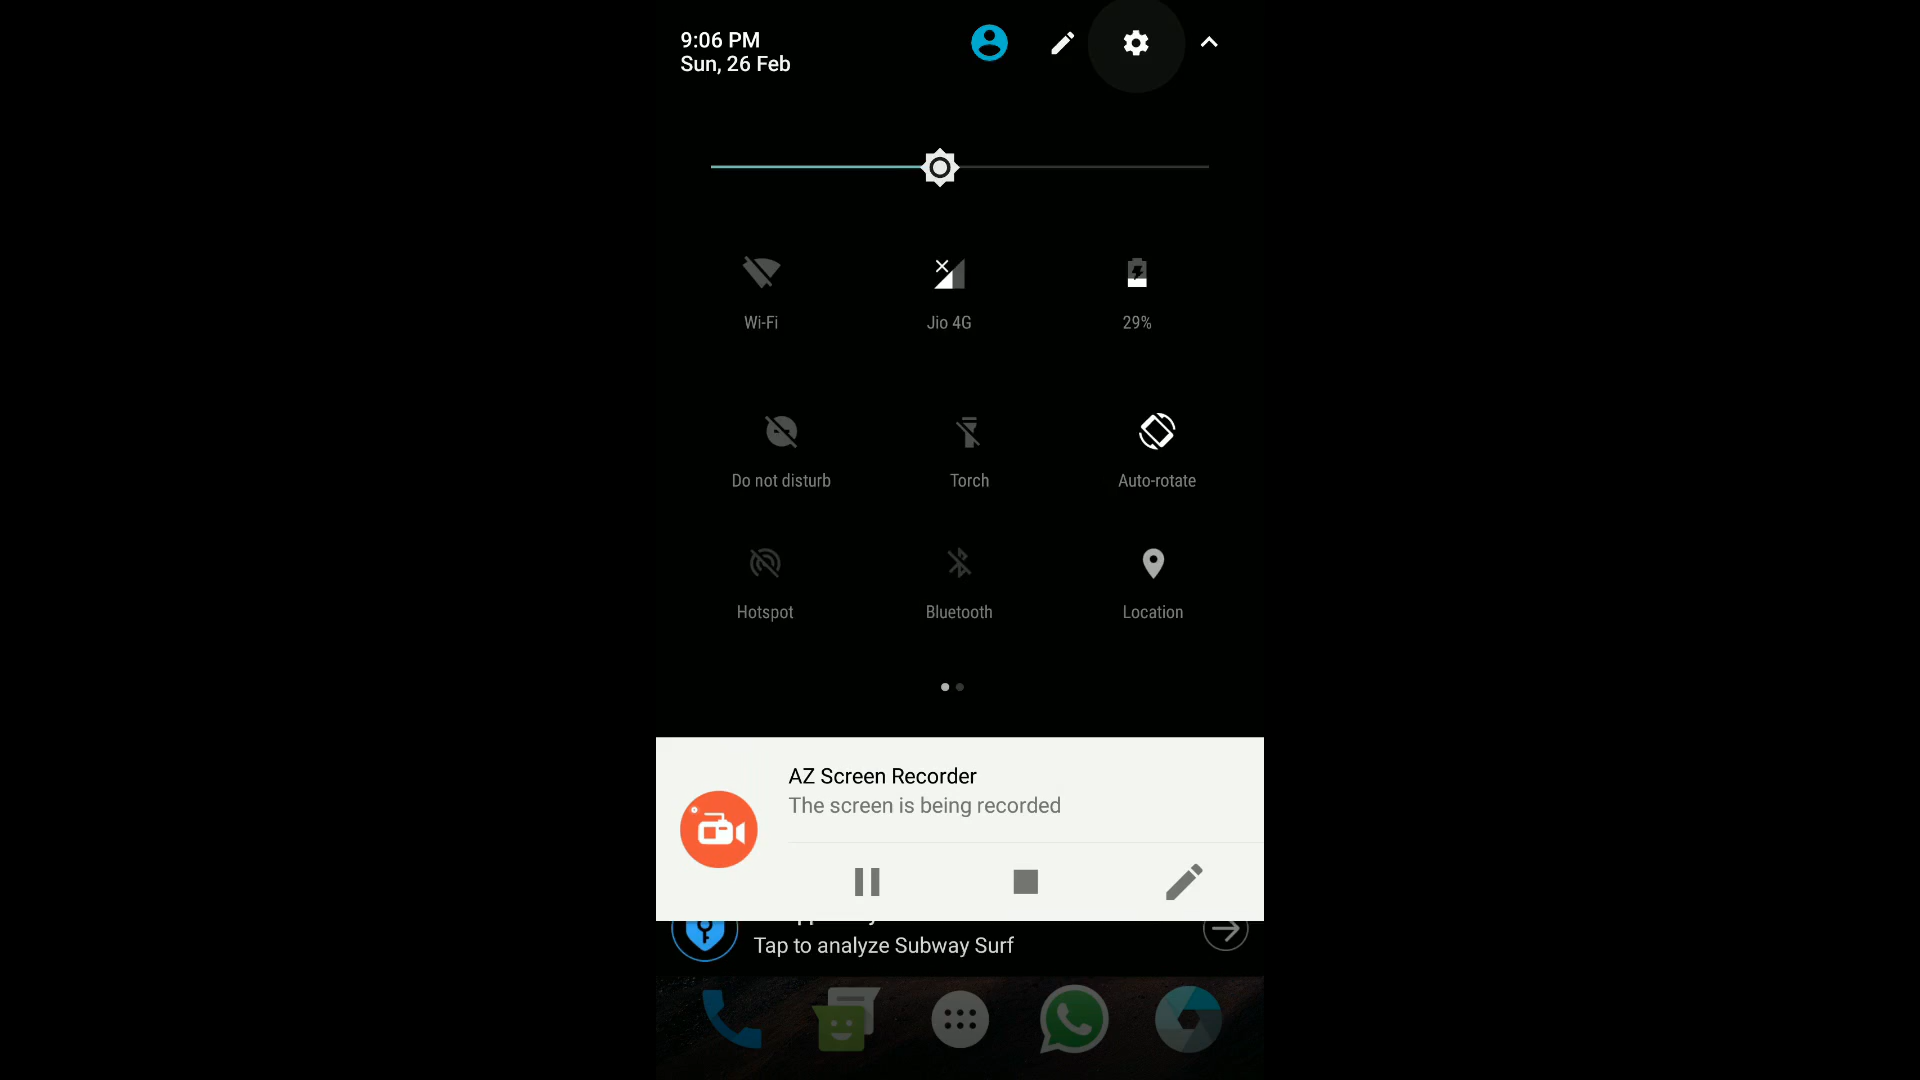 9:06 PM
Sun, 26 Feb
Wi-Fi
Jio 4G
29%
Do not disturb
Torch
Auto-rotate
Hotspot
Bluetooth
Location
AZ Screen Recorder
The screen is being recorded
Tap to analyze Subway Surf